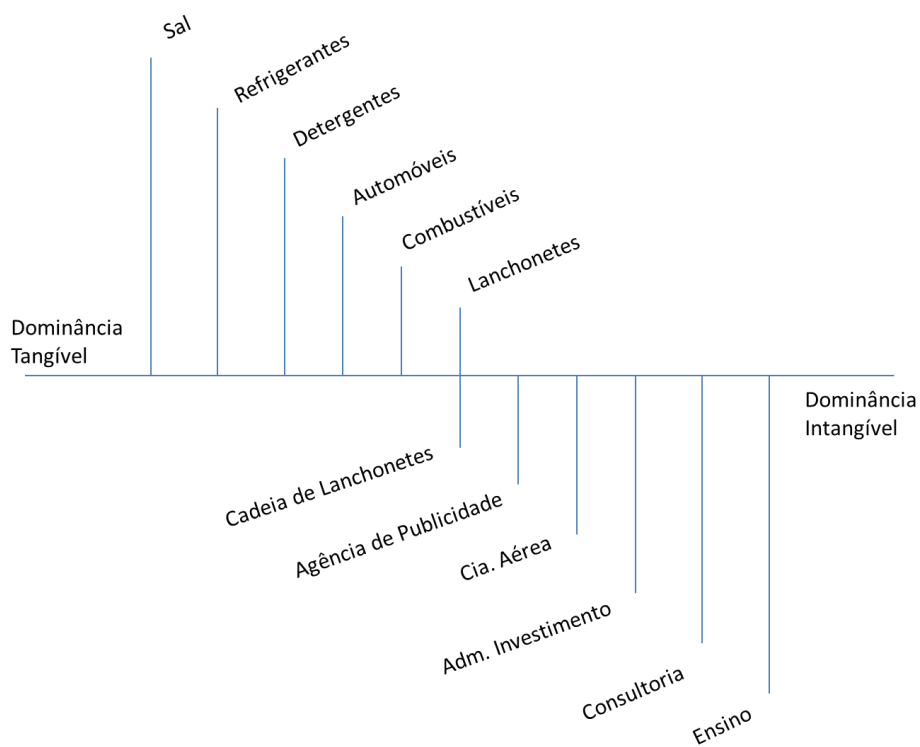 Sal
Refrigerantes
Detergentes
Automóveis
Combustíveis
Lanchonetes
Dominância
Tangível
Dominância
Intangível
Cadeia de Lanchonetes
Agência de Publicidade
Cia. Aérea
Adm. Investimento
Consultoria
Ensino